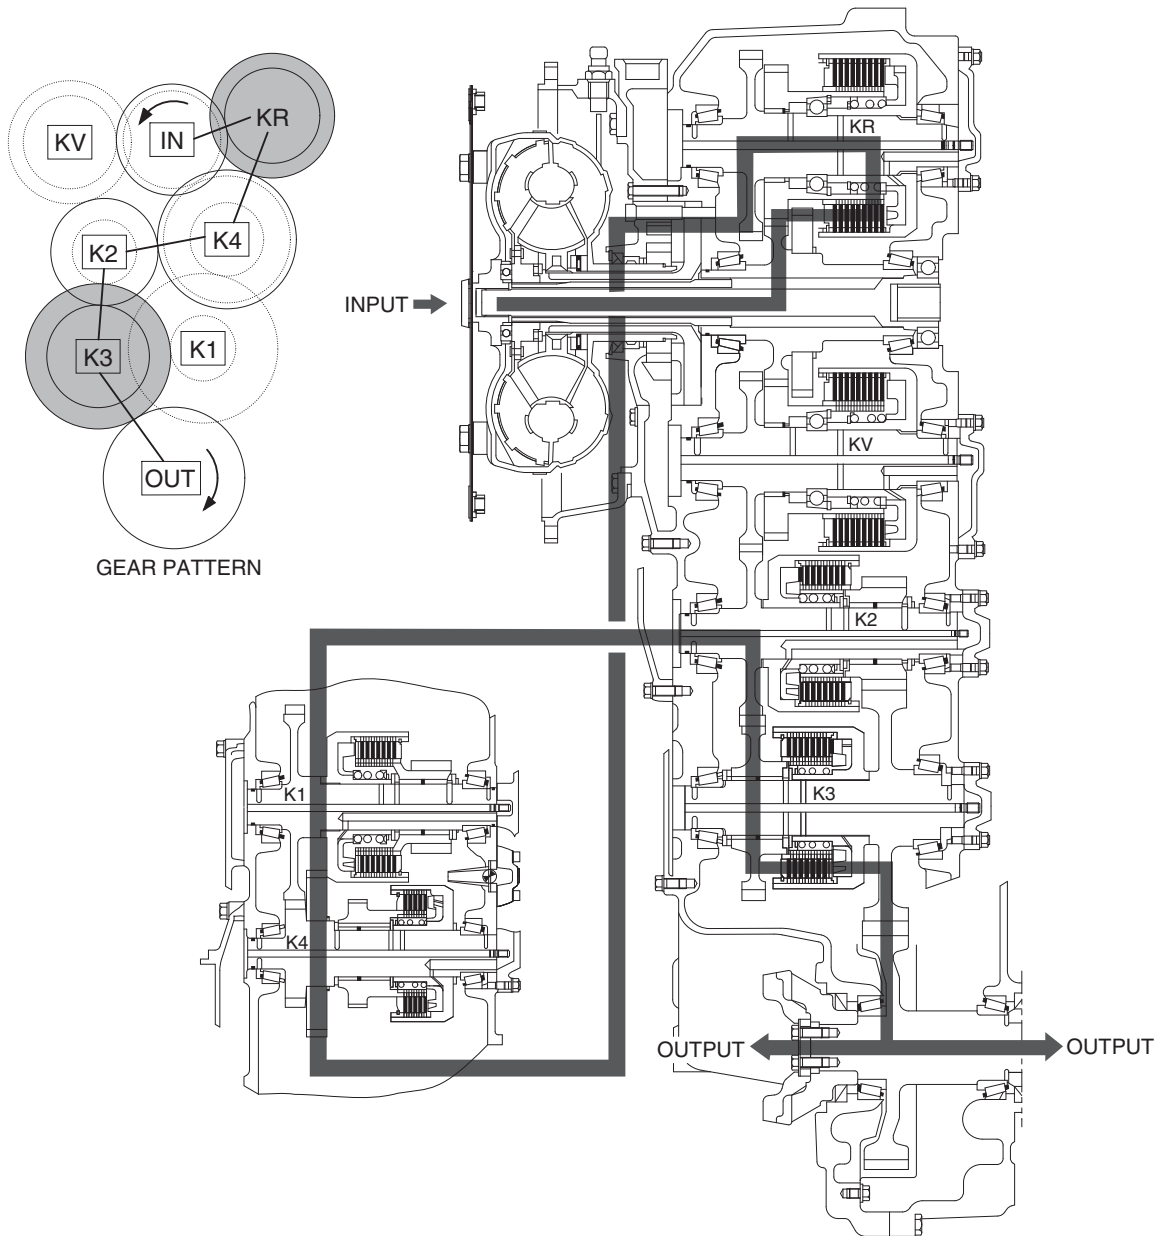 KV
IN
KR
K2
K4
K3
K1
OUT
GEAR PATTERN
INPUT
KR
KV
K2
K3
K1
K4
OUTPUT
OUTPUT